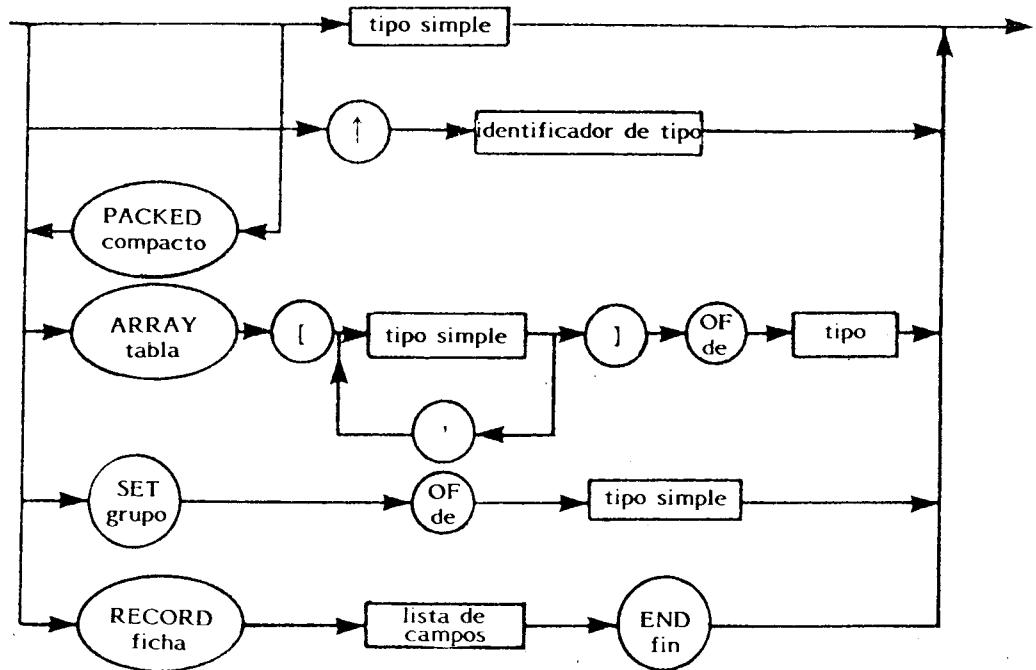 tipo simple
↑
identificador de tipo
PACKED
compacto
ARRAY
tabla
[
tipo simple
]
OF
de
tipo
,
SET
grupo
OF
de
tipo simple
RECORD
ficha
lista de
campos
END
fin